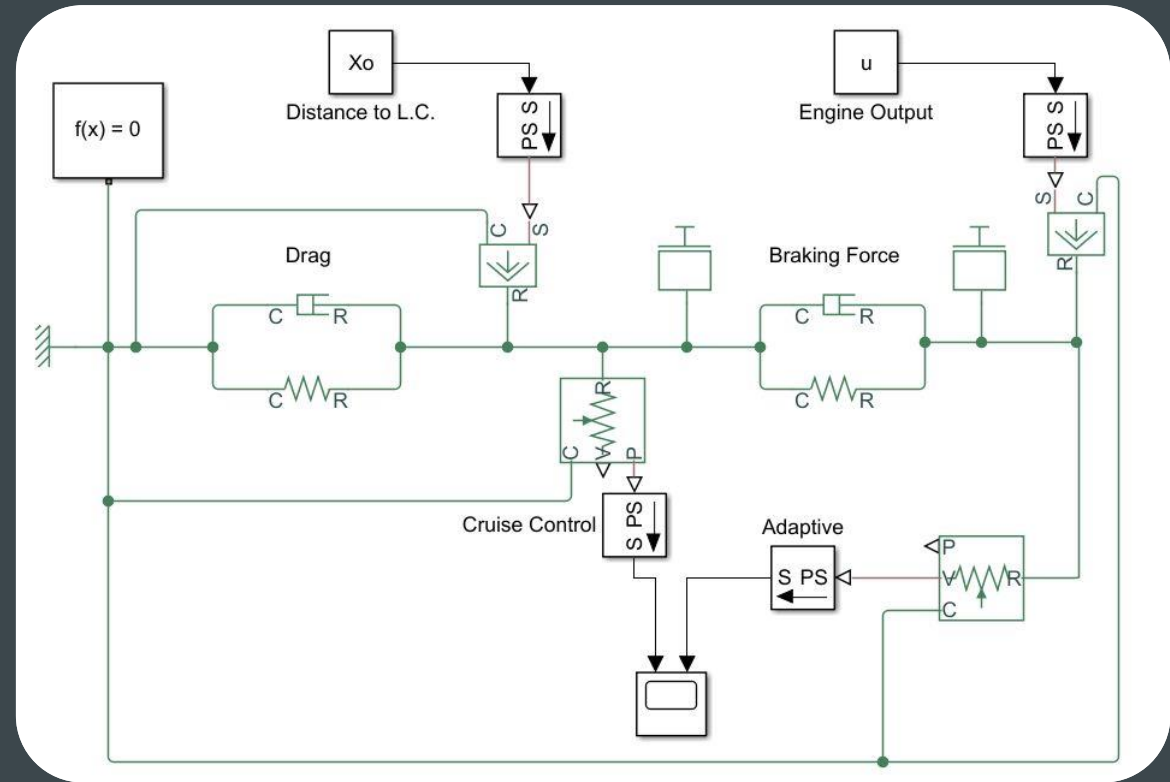 Xo
Distance to L.C.
u
Engine Output
f(x) = 0
PS S
PS S
S
C
C
S
R
R
Drag
Braking Force
C
R
C
R
C
R
C
R
R
C
V
P
Cruise Control
S PS
Adaptive
S PS
P
V
R
C